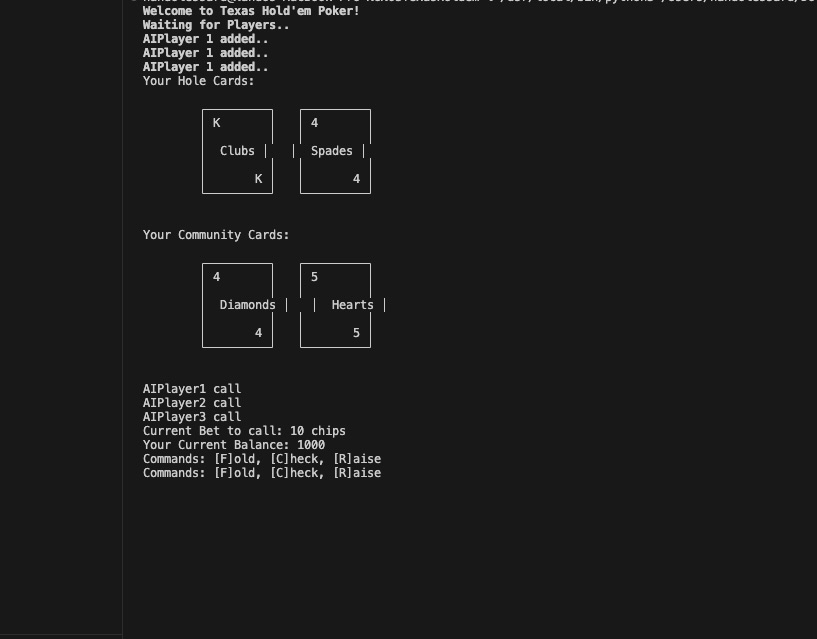 Welcome to Texas Hold'em Poker!
Waiting for Players..
AIPlayer 1 added..
AIPlayer 1 added..
AIPlayer 1 added..
Your Hole Cards:
K 4
Clubs | | Spades |
K 4
Your Community Cards:
4 5
Diamonds | | Hearts |
4 5
AIPlayer1 call
AIPlayer2 call
AIPlayer3 call
Current Bet to call: 10 chips
Your Current Balance: 1000
Commands: [F]old, [C]heck, [R]aise
Commands: [F]old, [C]heck, [R]aise